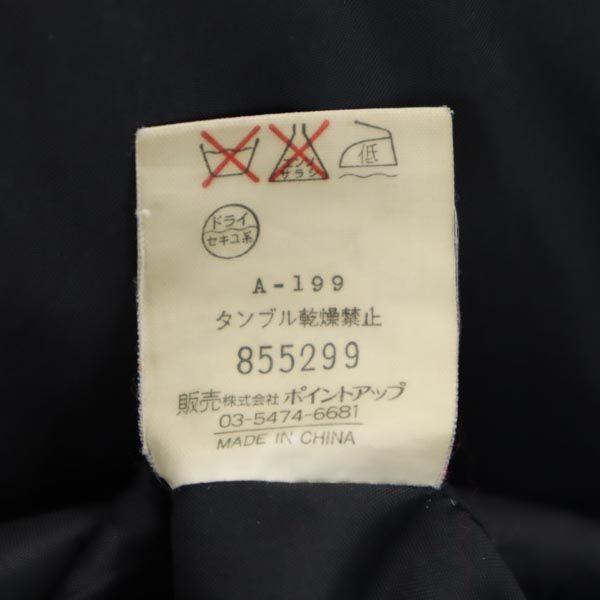 エンソ
サラシ
低
ドライ
セキユ系
A-199
タンブル乾燥禁止
855299
販売株式会社ポイントアップ
03-5474-6681
MADE IN CHINA